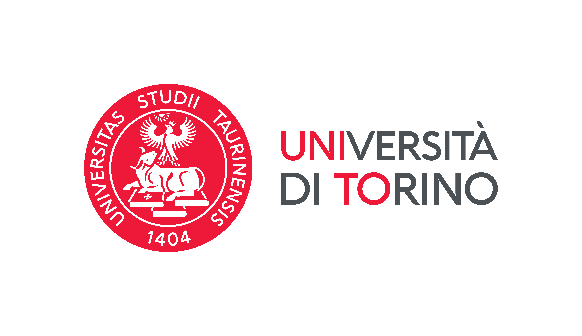 UNIVERSITAS STUDII TAURINENSIS
1404
UNIVERSITÀ
DI TORINO